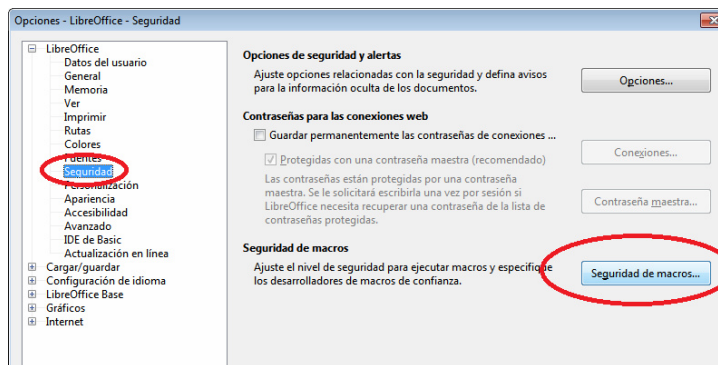 Opciones - LibreOffice - Seguridad
LibreOffice
Datos del usuario
General
Memoria
Ver
Imprimir
Rutas
Colores
Fuentes
Seguridad
Personalización
Apariencia
Accesibilidad
Avanzado
IDE de Basic
Actualización en línea
Cargar/guardar
Configuración de idioma
LibreOffice Base
Gráficos
Internet
Opciones de seguridad y alertas
Ajuste opciones relacionadas con la seguridad y defina avisos
para la información oculta de los documentos.
Opciones...
Contraseñas para las conexiones web
Guardar permanentemente las contraseñas de conexiones ...
Protegidas con una contraseña maestra (recomendado)
Conexiones...
Las contraseñas están protegidas por una contraseña
maestra. Se le solicitará escribirla una vez por sesión si
LibreOffice necesita recuperar una contraseña de la lista de
contraseñas protegidas.
Contraseña maestra...
Seguridad de macros
Ajuste el nivel de seguridad para ejecutar macros y especifique
los desarrolladores de macros de confianza.
Seguridad de macros...